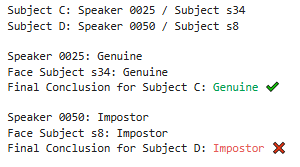 Subject C: Speaker 0025 / Subject s34
Subject D: Speaker 0050 / Subject s8
Speaker 0025: Genuine
Face Subject s34: Genuine
Final Conclusion for Subject C: Genuine ✔
Speaker 0050: Impostor
Face Subject s8: Impostor
Final Conclusion for Subject D: Impostor ❌